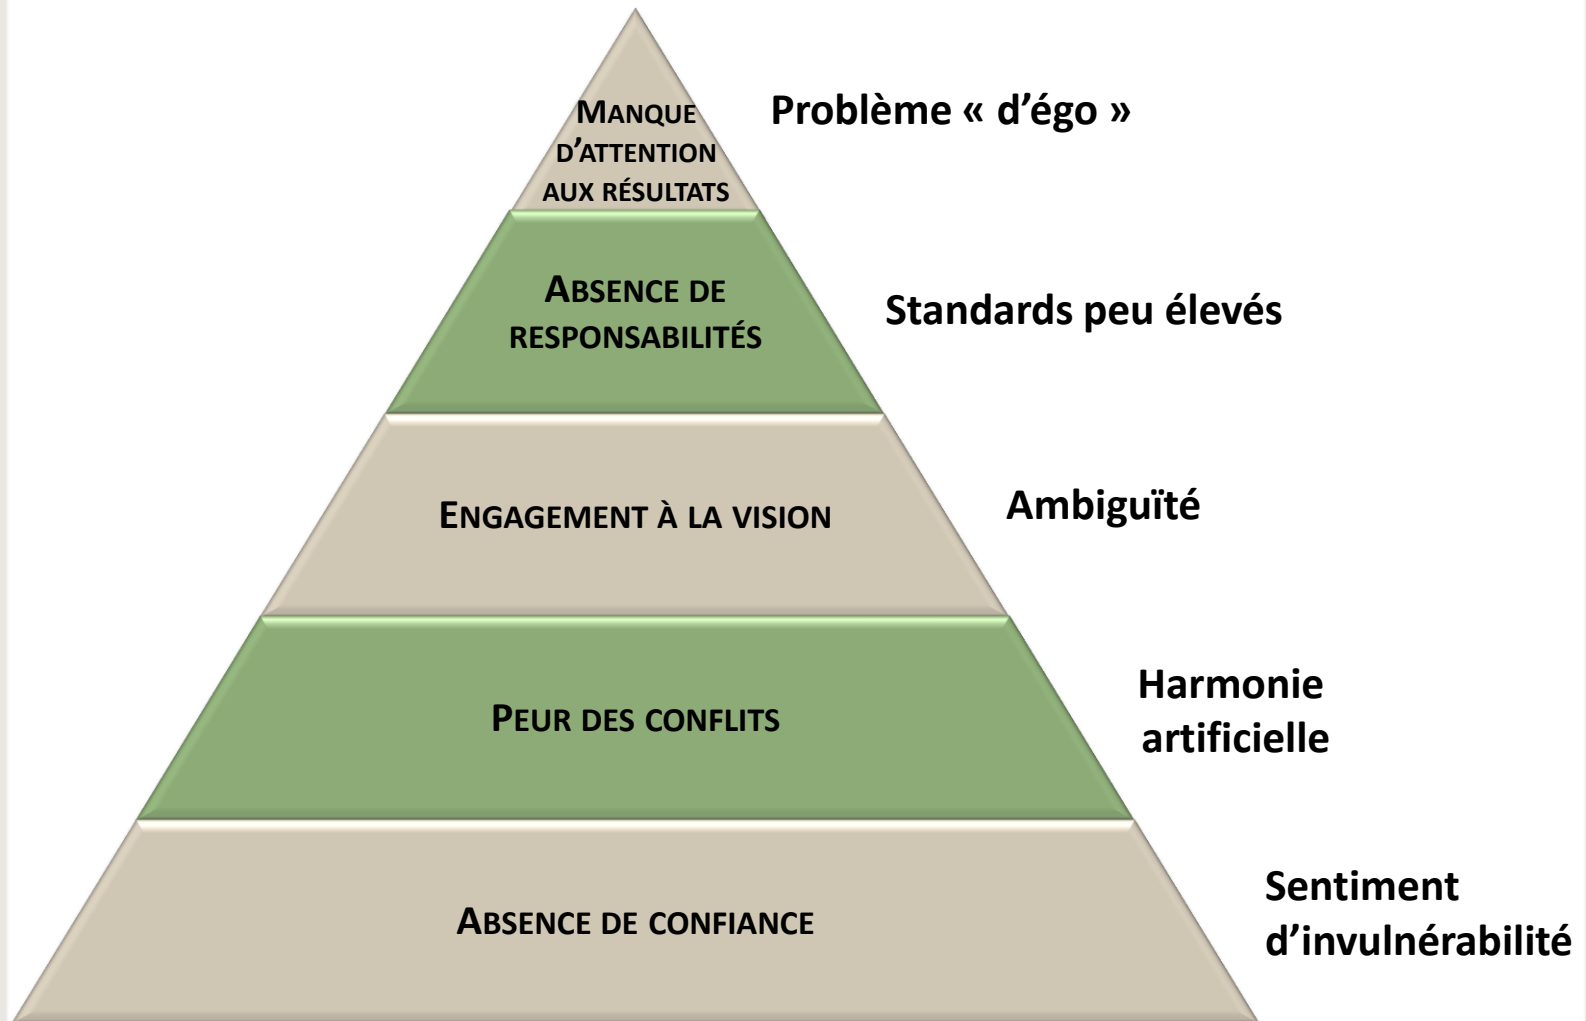 MANQUE
D'ATTENTION
AUX RÉSULTATS
Problème « d'égo »
ABSENCE DE
RESPONSABILITÉS
Standards peu élevés
ENGAGEMENT À LA VISION
Ambiguïté
PEUR DES CONFLITS
Harmonie
artificielle
ABSENCE DE CONFIANCE
Sentiment
d'invulnérabilité